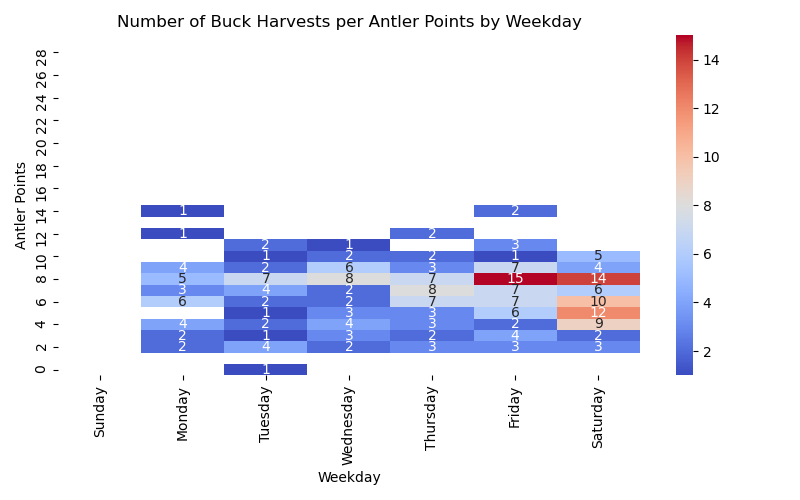 Number of Buck Harvests per Antler Points by Weekday
Antler Points
28
26
24
22
20
18
16
14
12
10
8
6
4
2
0
1 2
1 2
2 1 3
1 2 2 1 5
4 2 6 3 7 4
5 7 8 7 15 14
3 4 2 8 7 6
6 2 2 7 7 10
1 3 3 6 12
4 2 4 3 2 9
2 1 3 2 4 2
2 4 2 3 3 3
1
Sunday
Monday
Tuesday
Wednesday
Thursday
Friday
Saturday
Weekday
14
12
10
8
6
4
2